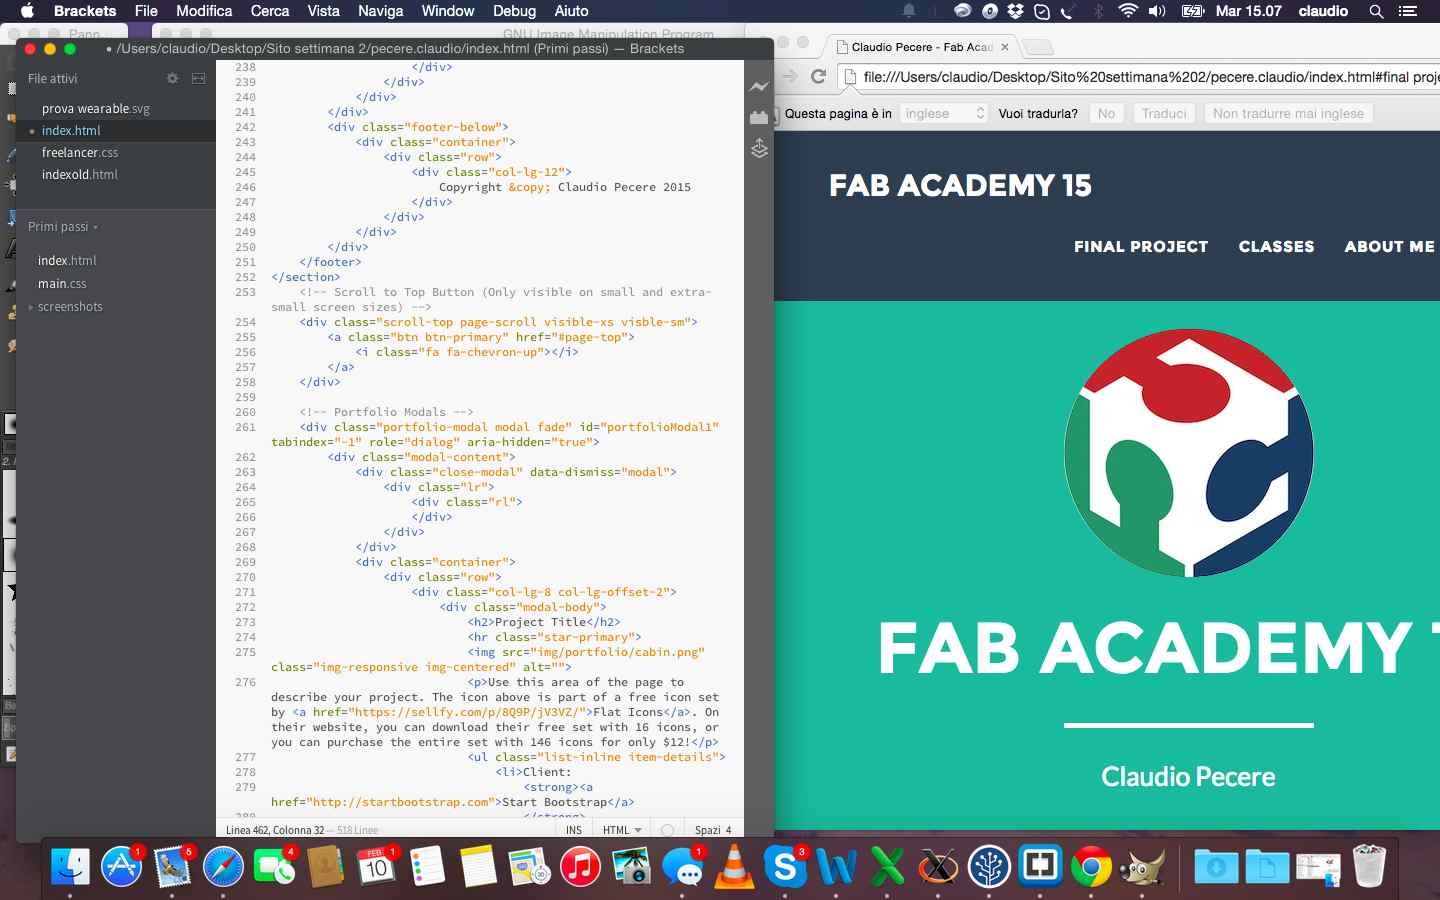 Brackets File Modifica Cerca Vista Naviga Window Debug Aiuto Mar 15.07 claudio
GNU Image Manipulation Program
• /Users/claudio/Desktop/Sito settimana 2/pecere.claudio/index.html (Primi passi) — Brackets
File attivi
prova wearable.svg
index.html
freelancer.css
indexold.html
Primi passi
index.html
main.css
screenshots
238 </div>
239 </div>
240 </div>
241 </div>
242 <div class="footer-below">
243 <div class="container">
244 <div class="row">
245 <div class="col-lg-12">
246 Copyright &copy; Claudio Pecere 2015
247 </div>
248 </div>
249 </div>
250 </div>
251 </footer>
252 </section>
253 <!-- Scroll to Top Button (Only visible on small and extra-
small screen sizes) -->
254 <div class="scroll-top page-scroll visible-xs visble-sm">
255 <a class="btn btn-primary" href="#page-top">
256 <i class="fa fa-chevron-up"></i>
257 </a>
258 </div>
259
260 <!-- Portfolio Modals -->
261 <div class="portfolio-modal modal fade" id="portfolioModal1"
tabindex="-1" role="dialog" aria-hidden="true">
262 <div class="modal-content">
263 <div class="close-modal" data-dismiss="modal">
264 <div class="lr">
265 <div class="rl">
266 </div>
267 </div>
268 </div>
269 <div class="container">
270 <div class="row">
271 <div class="col-lg-8 col-lg-offset-2">
272 <div class="modal-body">
273 <h2>Project Title</h2>
274 <hr class="star-primary">
275 <img src="img/portfolio/cabin.png"
class="img-responsive img-centered" alt="">
276 <p>Use this area of the page to
describe your project. The icon above is part of a free icon set
by <a href="https://sellfy.com/p/8Q9P/jV3VZ/">Flat Icons</a>. On
their website, you can download their free set with 16 icons, or
you can purchase the entire set with 146 icons for only $12!</p>
277 <ul class="list-inline item-details">
278 <li>Client:
279 <strong><a
href="http://startbootstrap.com">Start Bootstrap</a>
Linea 462, Colonna 32 — 518 Linee INS HTML Spazi 4
Claudio Pecere - Fab Acad
file:///Users/claudio/Desktop/Sito%20settimana%202/pecere.claudio/index.html#final proje
Questa pagina è in inglese Vuoi tradurla? No Traduci Non tradurre mai inglese
FAB ACADEMY 15
FINAL PROJECT CLASSES ABOUT ME
FAB ACADEMY 1
Claudio Pecere
1 5 4 FEB 10 1 1 3